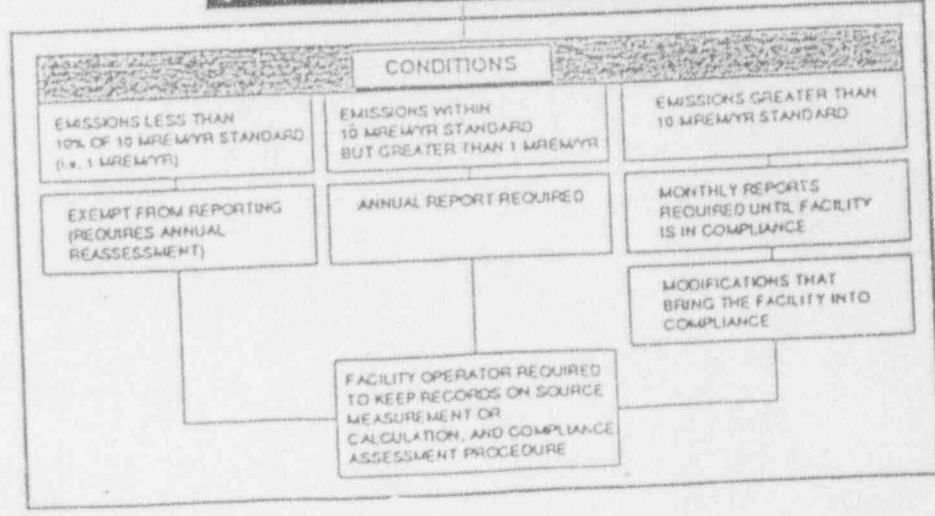 CONDITIONS
EMISSIONS LESS THAN
10% OF 10 MREM/YR STANDARD
(i.e. 1 MREM/YR)
EMISSIONS WITHIN
10 MREM/YR STANDARD
BUT GREATER THAN 1 MREM/YR
EMISSIONS GREATER THAN
10 MREM/YR STANDARD
EXEMPT FROM REPORTING
(REQUIRES ANNUAL
REASSESSMENT)
ANNUAL REPORT REQUIRED
MONTHLY REPORTS
REQUIRED UNTIL FACILITY
IS IN COMPLIANCE
MODIFICATIONS THAT
BRING THE FACILITY INTO
COMPLIANCE
FACILITY OPERATOR REQUIRED
TO KEEP RECORDS ON SOURCE
MEASUREMENT OR
CALCULATION, AND COMPLIANCE
ASSESSMENT PROCEDURE